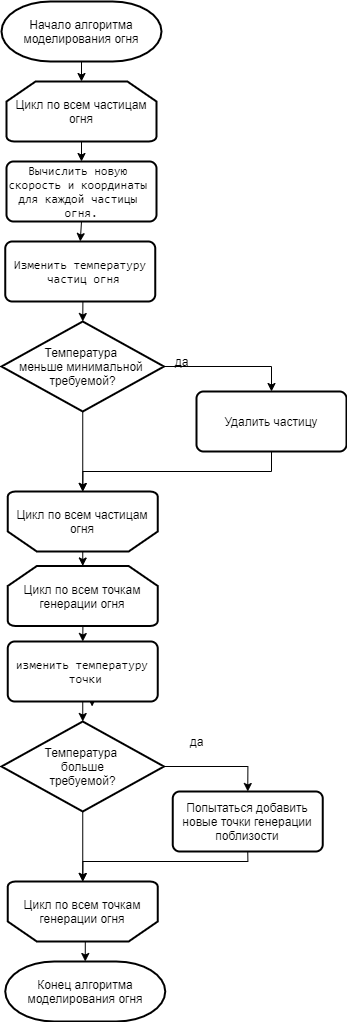 Начало алгоритма
моделирования огня
Цикл по всем частицам
огня
Вычислить новую
скорость и координаты
для каждой частицы
огня.
Изменить температуру
частиц огня
Температура
меньше минимальной
требуемой?
да
Удалить частицу
Цикл по всем частицам
огня
Цикл по всем точкам
генерации огня
изменить температуру
точки
Температура
больше
требуемой?
да
Попытаться добавить
новые точки генерации
поблизости
Цикл по всем точкам
генерации огня
Конец алгоритма
моделирования огня